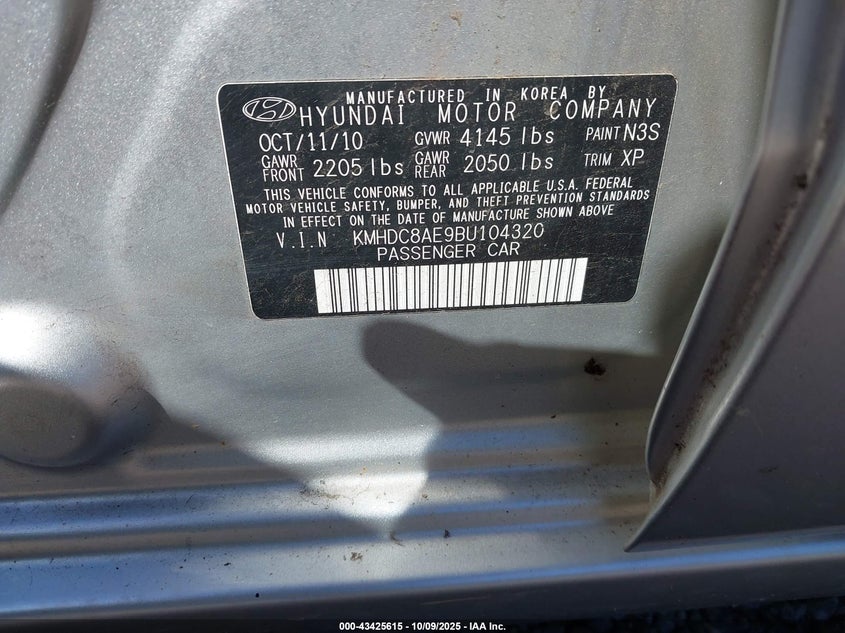 MANUFACTURED IN KOREA BY
HYUNDAI MOTOR COMPANY
OCT/11/10 GVWR 4145 lbs PAINT N3S
GAWR FRONT 2205 lbs GAWR REAR 2050 lbs TRIM XP
THIS VEHICLE CONFORMS TO ALL APPLICABLE U.S.A. FEDERAL
MOTOR VEHICLE SAFETY, BUMPER, AND THEFT PREVENTION STANDARDS
IN EFFECT ON THE DATE OF MANUFACTURE SHOWN ABOVE
V.I.N KMHDC8AE9BU104320
PASSENGER CAR
000-43425615 - 10/09/2025 - IAA Inc.